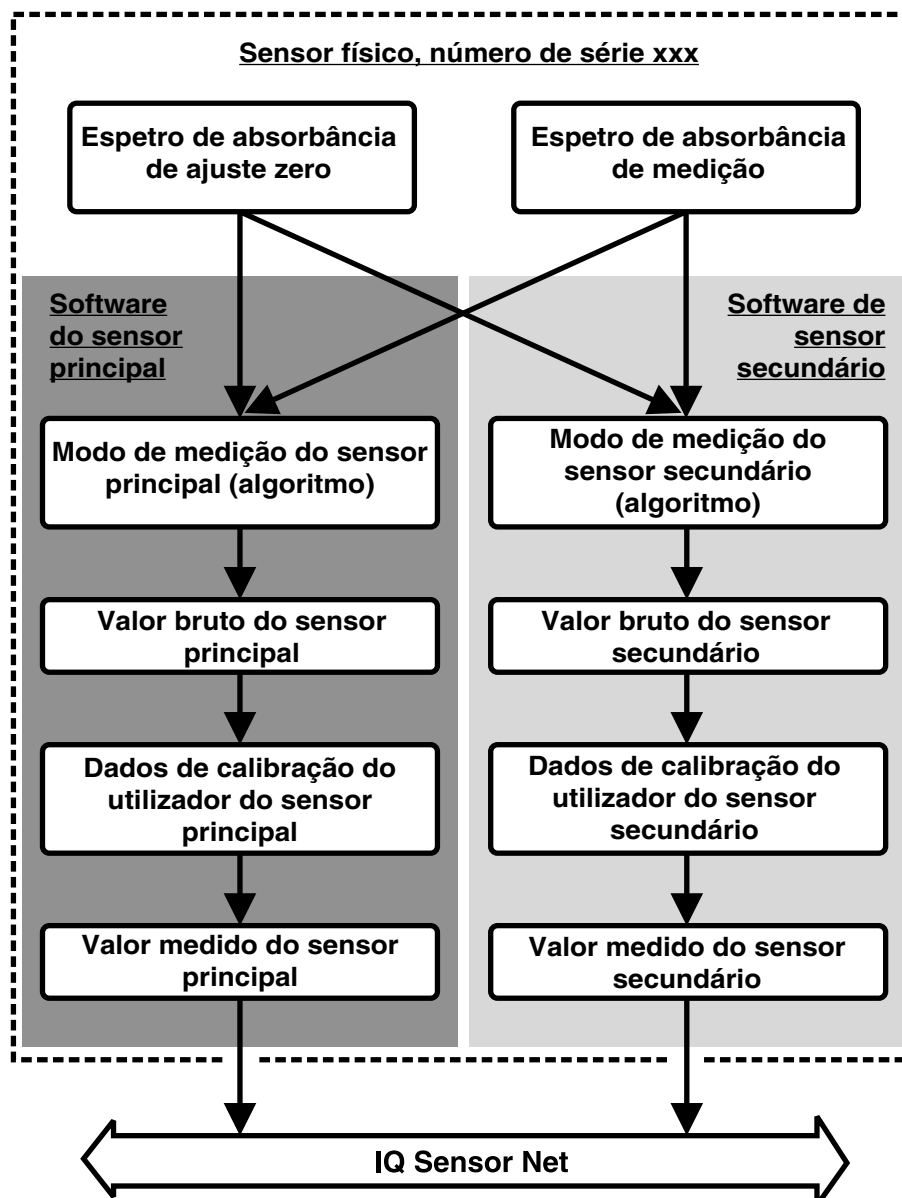 Sensor físico, número de série xxx
Espetro de absorbância
de ajuste zero
Espetro de absorbância
de medição
Software
do sensor
principal
Software de
sensor
secundário
Modo de medição do sensor
principal (algoritmo)
Modo de medição do
sensor secundário
(algoritmo)
Valor bruto do sensor
principal
Valor bruto do sensor
secundário
Dados de calibração do
utilizador do sensor
principal
Dados de calibração do
utilizador do sensor
secundário
Valor medido do sensor
principal
Valor medido do sensor
secundário
IQ Sensor Net